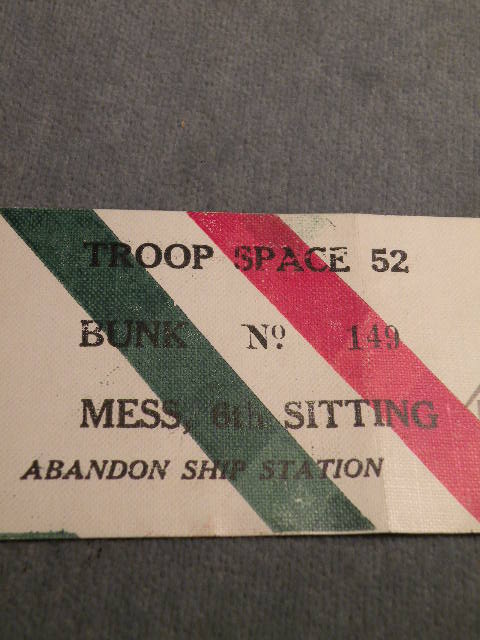 TROOP SPACE 52
BUNK Nº 149
MESS, 6th SITTING
ABANDON SHIP STATION